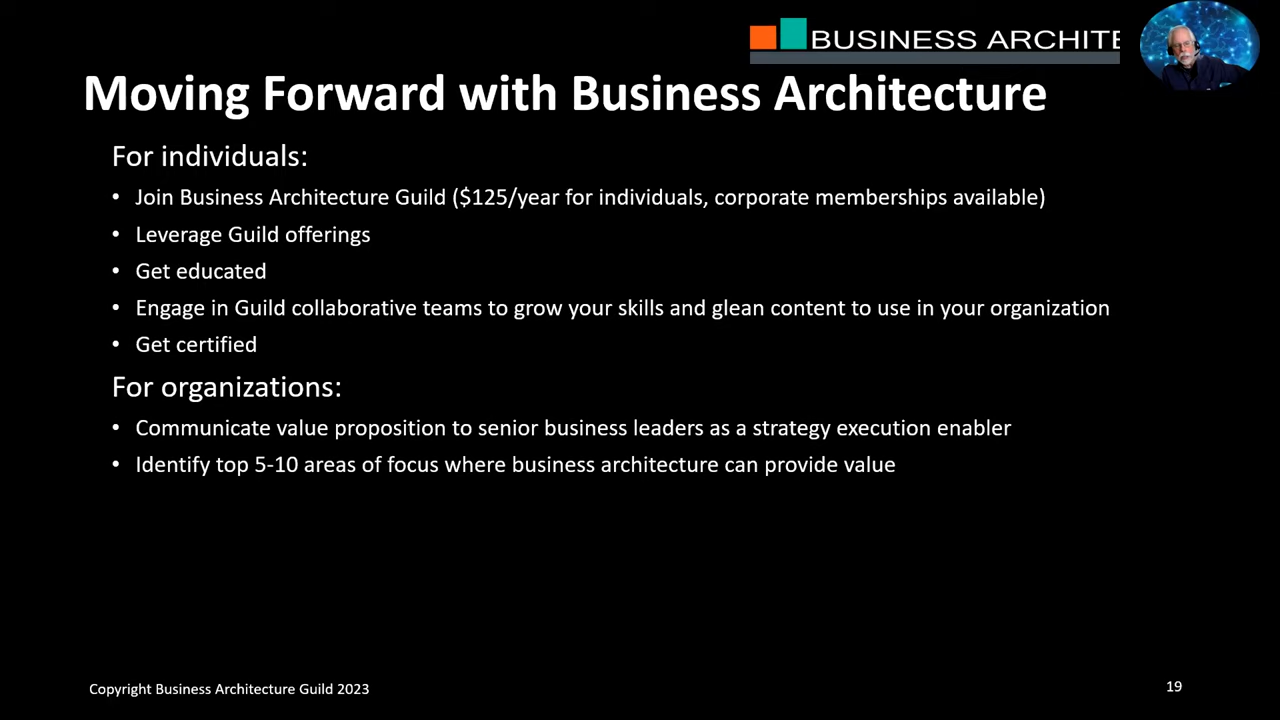 BUSINESS ARCHITE
Moving Forward with Business Architecture
For individuals:
• Join Business Architecture Guild ($125/year for individuals, corporate memberships available)
• Leverage Guild offerings
• Get educated
• Engage in Guild collaborative teams to grow your skills and glean content to use in your organization
• Get certified
For organizations:
• Communicate value proposition to senior business leaders as a strategy execution enabler
• Identify top 5-10 areas of focus where business architecture can provide value
Copyright Business Architecture Guild 2023
19